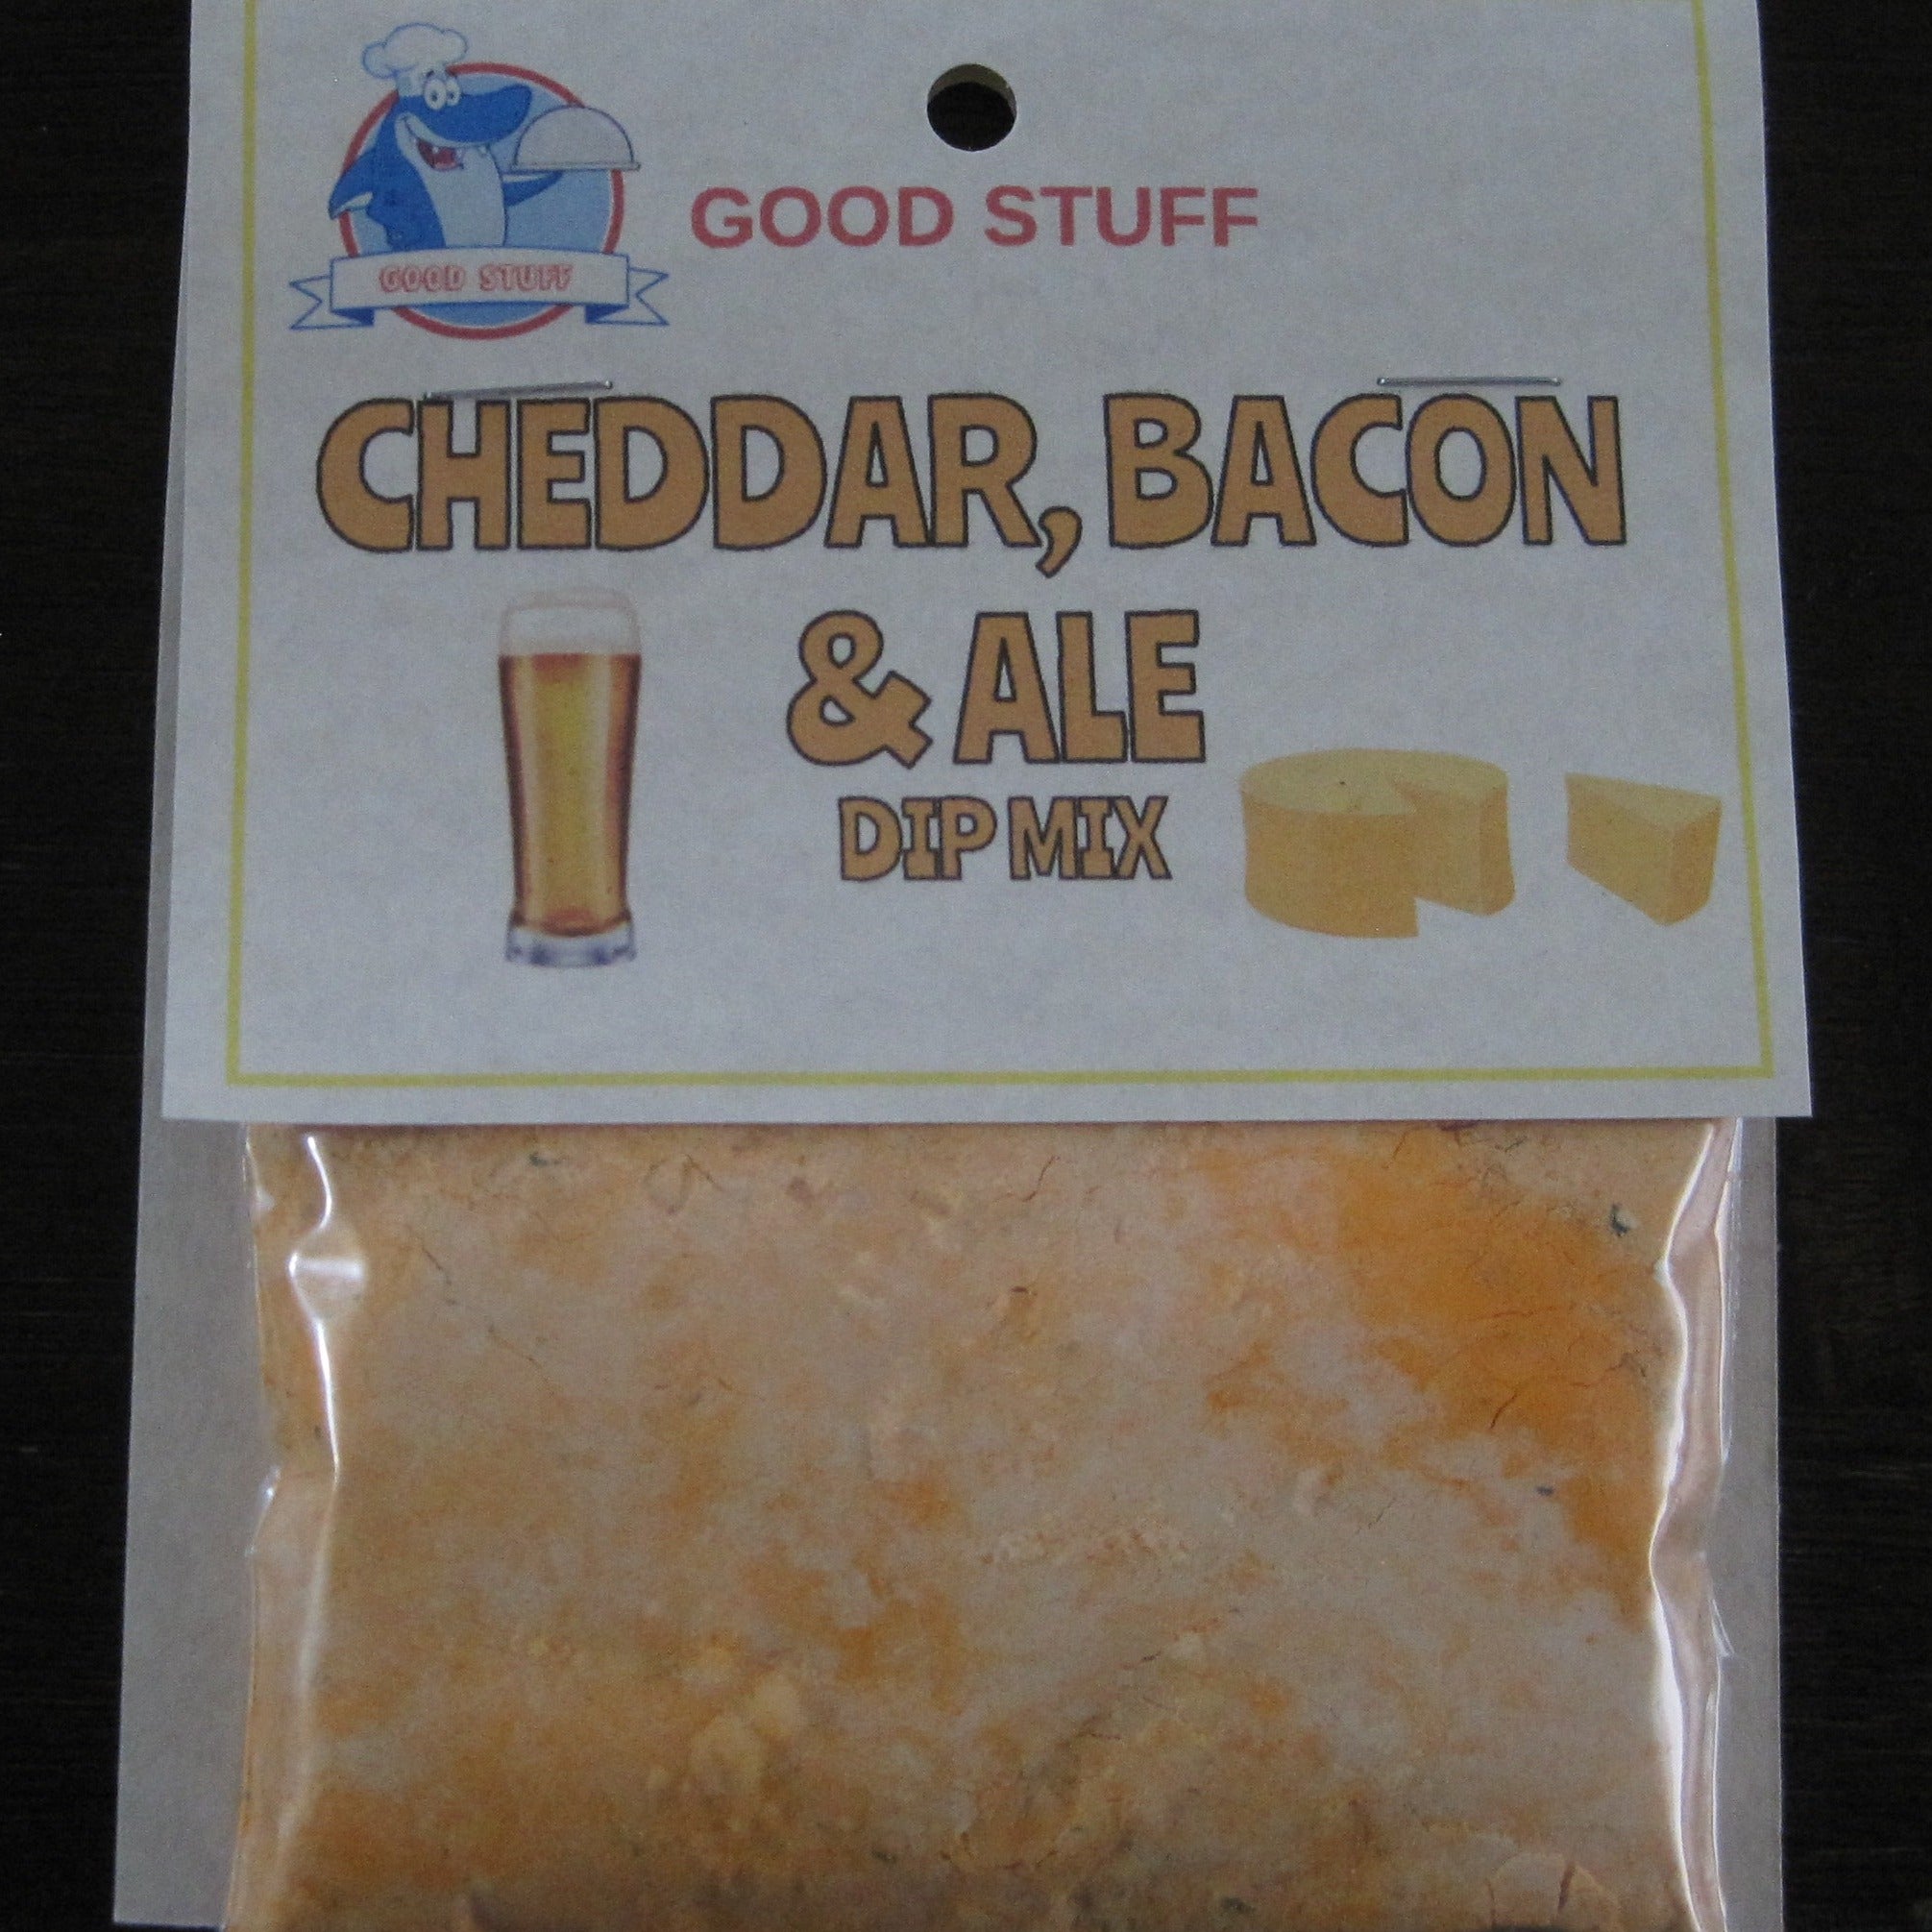 GOOD STUFF
GOOD STUFF
CHEDDAR, BACON
& ALE
DIP MIX